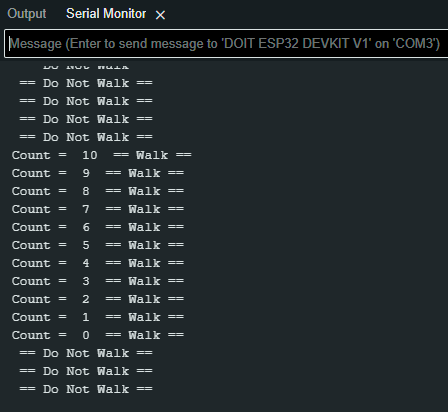 Output Serial Monitor ×
Message (Enter to send message to 'DOIT ESP32 DEVKIT V1' on 'COM3')
Do Not Walk ==
== Do Not Walk ==
== Do Not Walk ==
== Do Not Walk ==
== Do Not Walk ==
Count = 10 == Walk ==
Count = 9 == Walk ==
Count = 8 == Walk ==
Count = 7 == Walk ==
Count = 6 == Walk ==
Count = 5 == Walk ==
Count = 4 == Walk ==
Count = 3 == Walk ==
Count = 2 == Walk ==
Count = 1 == Walk ==
Count = 0 == Walk ==
== Do Not Walk ==
== Do Not Walk ==
== Do Not Walk ==